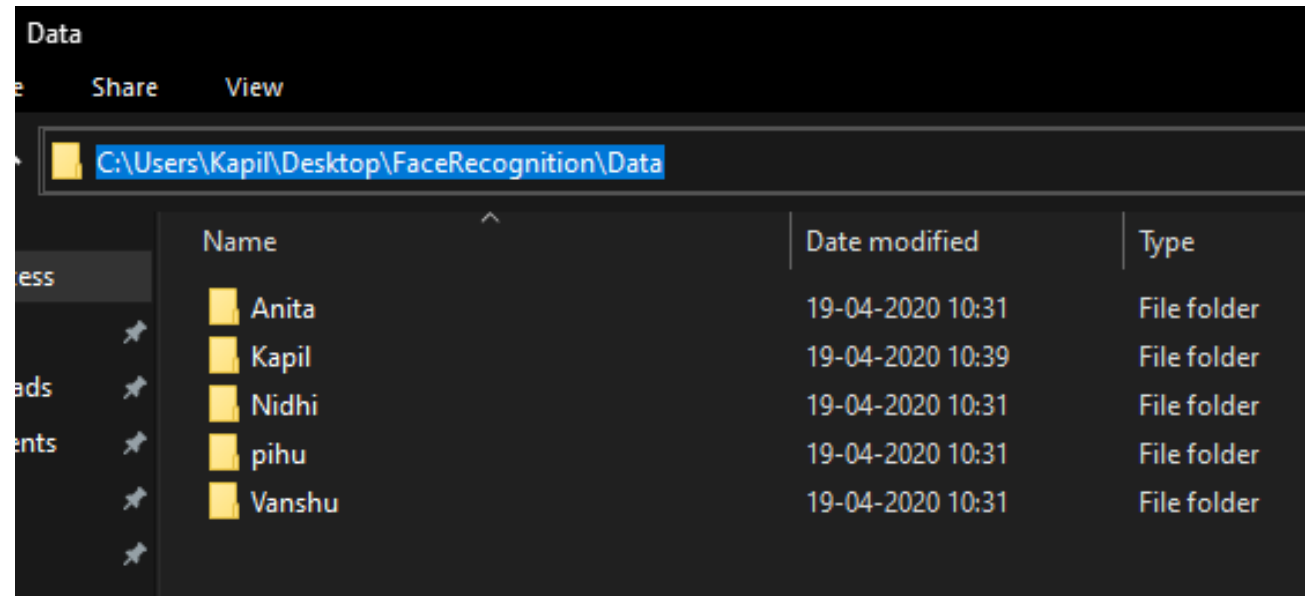 Data
e Share View
C:\Users\Kapil\Desktop\FaceRecognition\Data
Name Date modified Type
cess
Anita 19-04-2020 10:31 File folder
Kapil 19-04-2020 10:39 File folder
ads Nidhi 19-04-2020 10:31 File folder
ents pihu 19-04-2020 10:31 File folder
Vanshu 19-04-2020 10:31 File folder